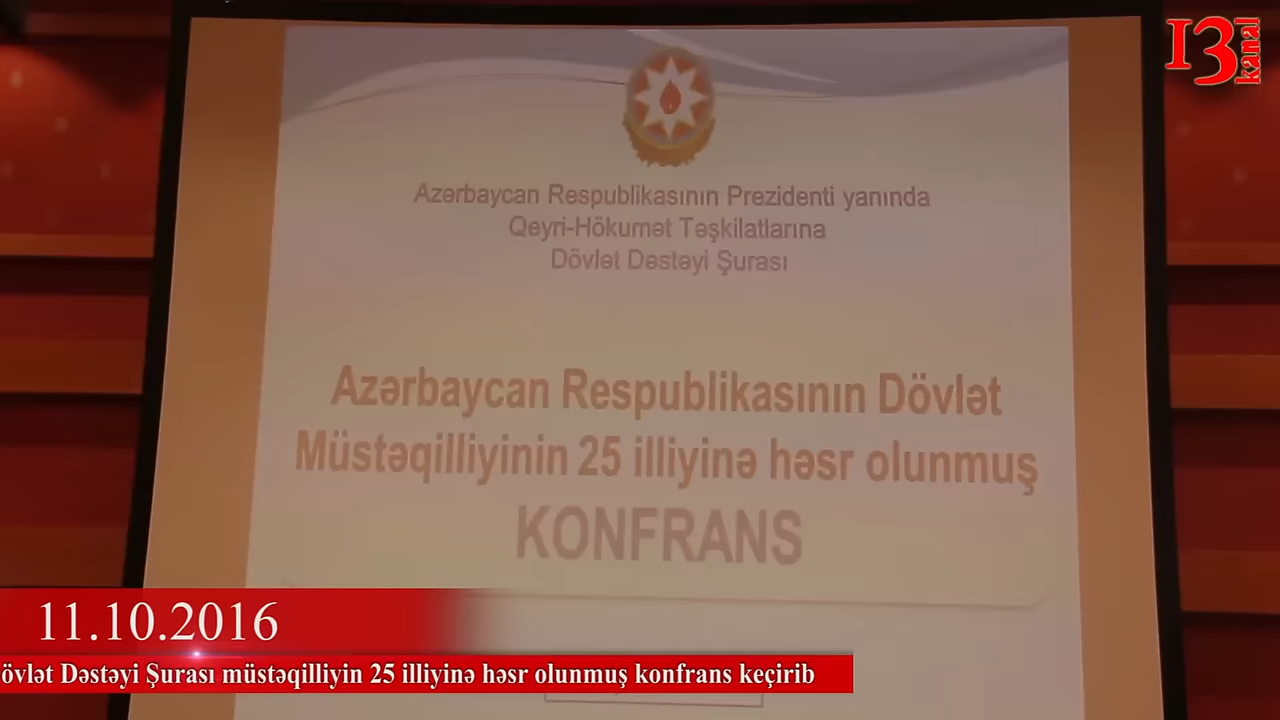 13 kanal
Azərbaycan Respublikasının Prezidenti yanında
Qeyri-Hökumət Təşkilatlarına
Dövlət Dəstəyi Şurası
Azərbaycan Respublikasının Dövlət
Müstəqilliyinin 25 illiyinə həsr olunmuş
KONFRANS
11.10.2016
övlət Dəstəyi Şurası müstəqilliyin 25 illiyinə həsr olunmuş konfrans keçirib